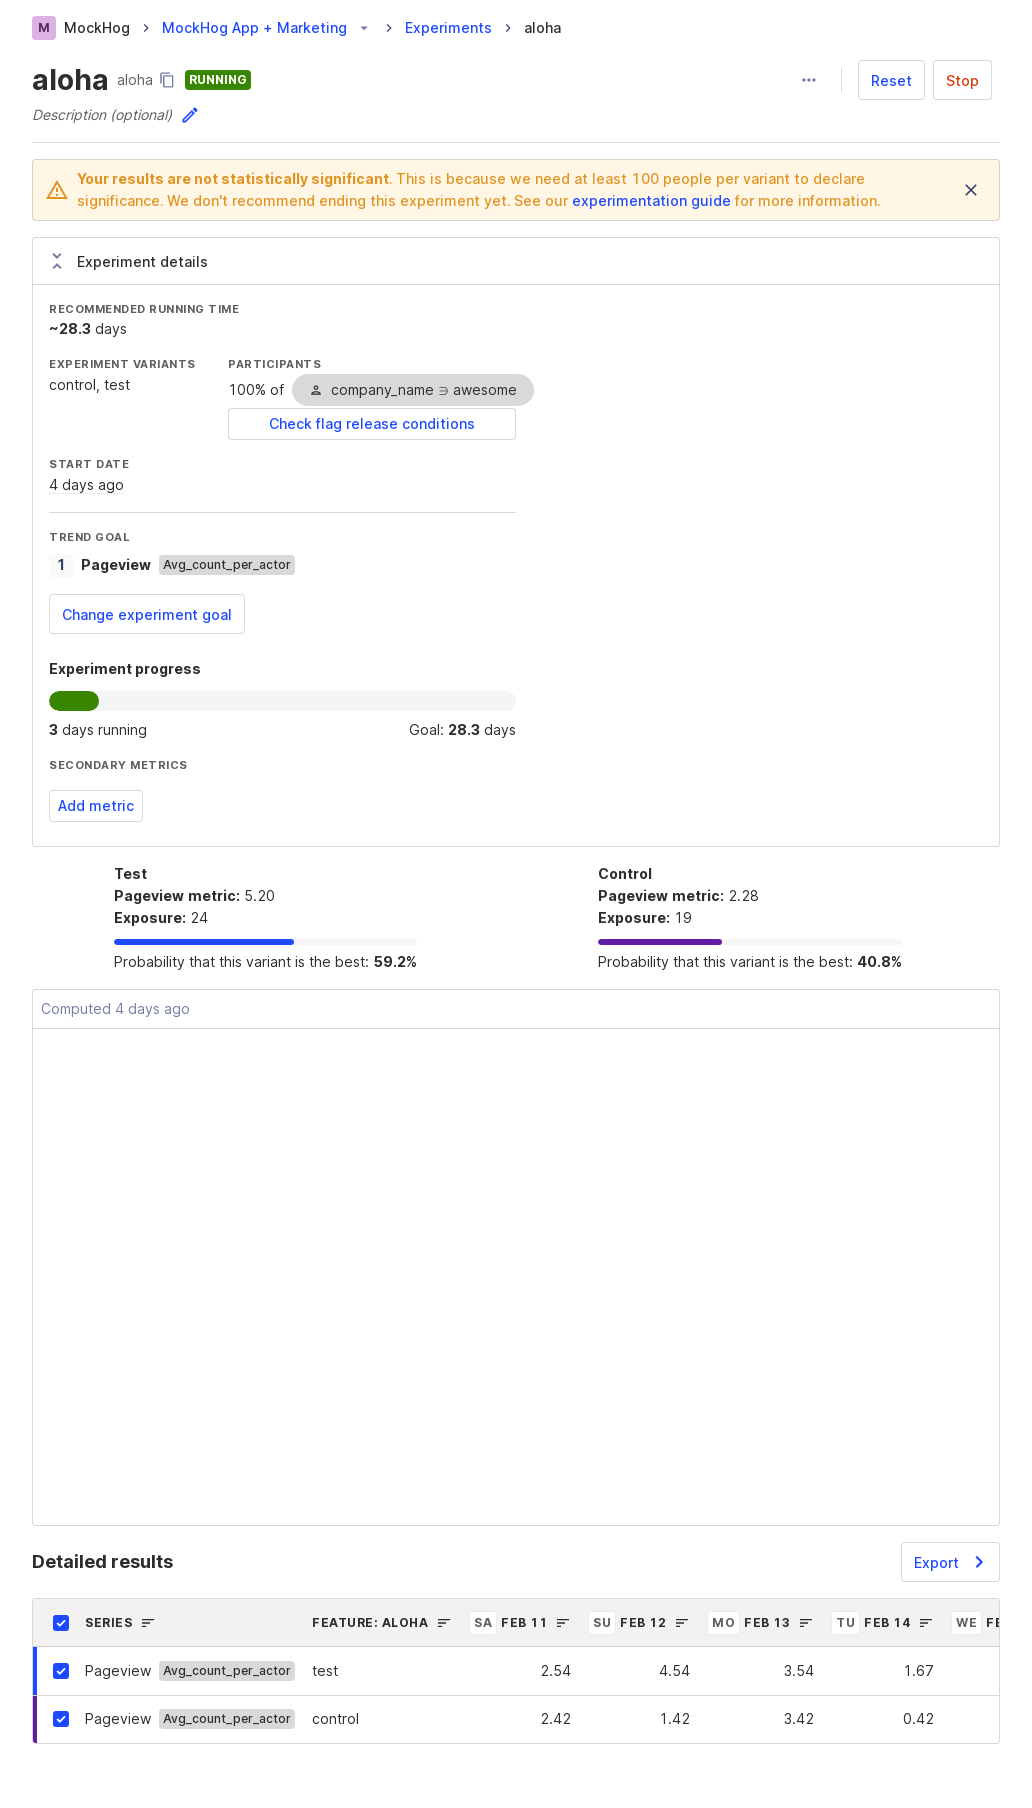 M MockHog > MockHog App + Marketing > Experiments > aloha
aloha aloha RUNNING
Reset Stop
Description (optional)
Your results are not statistically significant. This is because we need at least 100 people per variant to declare
significance. We don't recommend ending this experiment yet. See our experimentation guide for more information.
Experiment details
RECOMMENDED RUNNING TIME
~28.3 days
EXPERIMENT VARIANTS
control, test
PARTICIPANTS
100% of company_name ∋ awesome
Check flag release conditions
START DATE
4 days ago
TREND GOAL
1 Pageview Avg_count_per_actor
Change experiment goal
Experiment progress
3 days running Goal: 28.3 days
SECONDARY METRICS
Add metric
Test
Pageview metric: 5.20
Exposure: 24
Probability that this variant is the best: 59.2%
Control
Pageview metric: 2.28
Exposure: 19
Probability that this variant is the best: 40.8%
Computed 4 days ago
Detailed results
Export
SERIES FEATURE: ALOHA SA FEB 11 SU FEB 12 MO FEB 13 TU FEB 14 WE FE
Pageview Avg_count_per_actor test 2.54 4.54 3.54 1.67
Pageview Avg_count_per_actor control 2.42 1.42 3.42 0.42